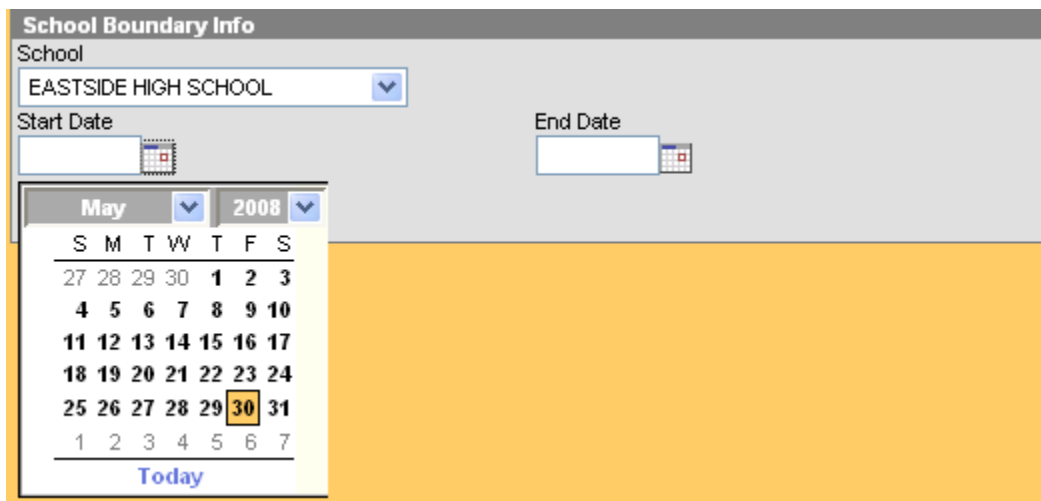 School Boundary Info
School
EASTSIDE HIGH SCHOOL
Start Date End Date
May 2008
S M T W T F S
27 28 29 30 1 2 3
4 5 6 7 8 9 10
11 12 13 14 15 16 17
18 19 20 21 22 23 24
25 26 27 28 29 30 31
1 2 3 4 5 6 7
Today